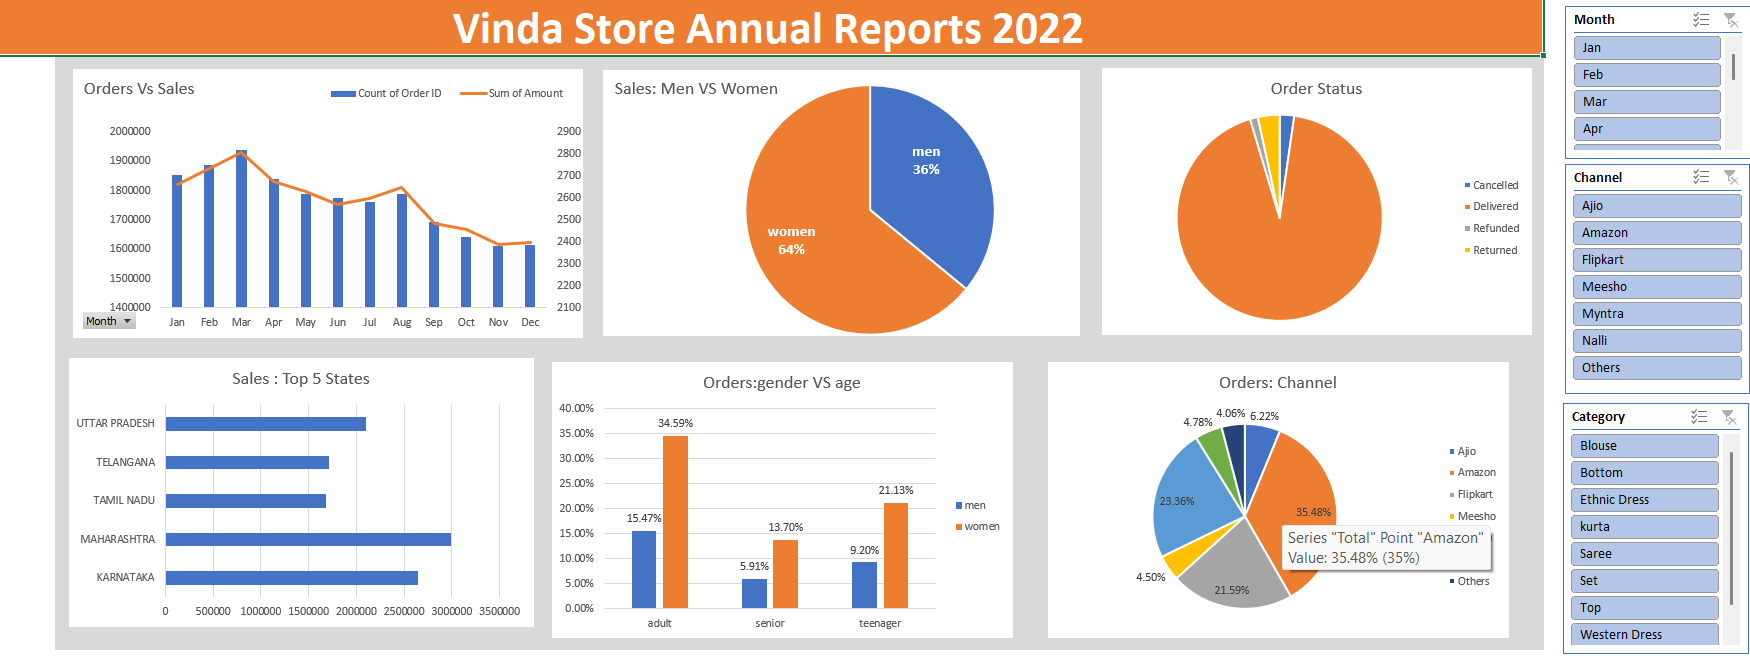 Vinda Store Annual Reports 2022
Orders Vs Sales
Count of Order ID
Sum of Amount
2000000
1900000
1800000
1700000
1600000
1500000
1400000
2900
2800
2700
2600
2500
2400
2300
2200
2100
Jan Feb Mar Apr May Jun Jul Aug Sep Oct Nov Dec
Month
Sales: Men VS Women
men
36%
women
64%
Order Status
Cancelled
Delivered
Refunded
Returned
Sales : Top 5 States
UTTAR PRADESH
TELANGANA
TAMIL NADU
MAHARASHTRA
KARNATAKA
0 500000 1000000 1500000 2000000 2500000 3000000 3500000
Orders:gender VS age
40.00%
35.00%
30.00%
25.00%
20.00%
15.00%
10.00%
5.00%
0.00%
15.47%
34.59%
5.91%
13.70%
9.20%
21.13%
adult senior teenager
men
women
Orders: Channel
4.78%
4.06%
6.22%
23.36%
35.48%
4.50%
21.59%
Ajio
Amazon
Flipkart
Meesho
Others
Series "Total" Point "Amazon"
Value: 35.48% (35%)
Month
Jan
Feb
Mar
Apr
Channel
Ajio
Amazon
Flipkart
Meesho
Myntra
Nalli
Others
Category
Blouse
Bottom
Ethnic Dress
kurta
Saree
Set
Top
Western Dress